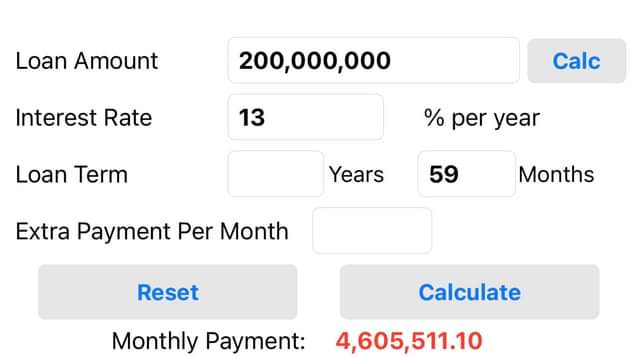 Loan Amount 200,000,000 Calc
Interest Rate 13 % per year
Loan Term Years 59 Months
Extra Payment Per Month
Reset Calculate
Monthly Payment: 4,605,511.10